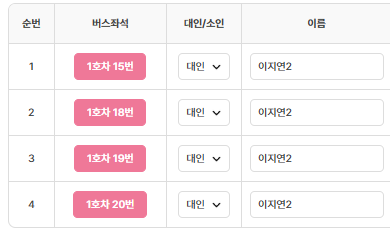 순번 버스좌석 대인/소인 이름
1 1호차 15번 대인 이지연2
2 1호차 18번 대인 이지연2
3 1호차 19번 대인 이지연2
4 1호차 20번 대인 이지연2